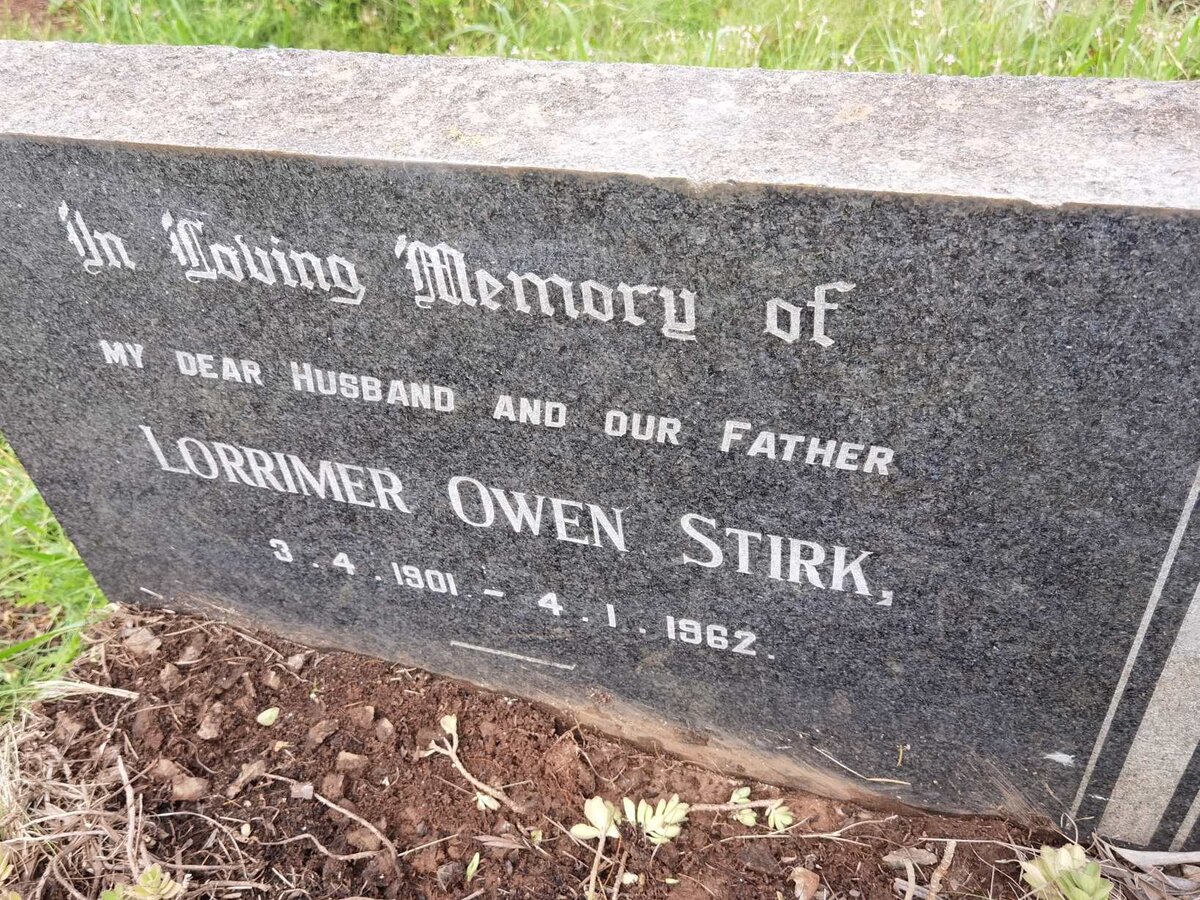 In Loving Memory of
MY DEAR HUSBAND AND OUR FATHER
LORRIMER OWEN STIRK,
3.4.1901.-4.1.1962.